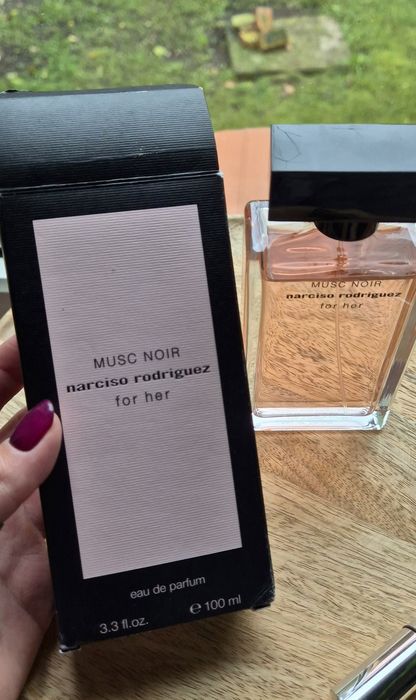 MUSC NOIR
narciso rodriguez
for her
eau de parfum
3.3 fl.oz. ℮ 100 ml
MUSC NOIR
narciso rodriguez
for her